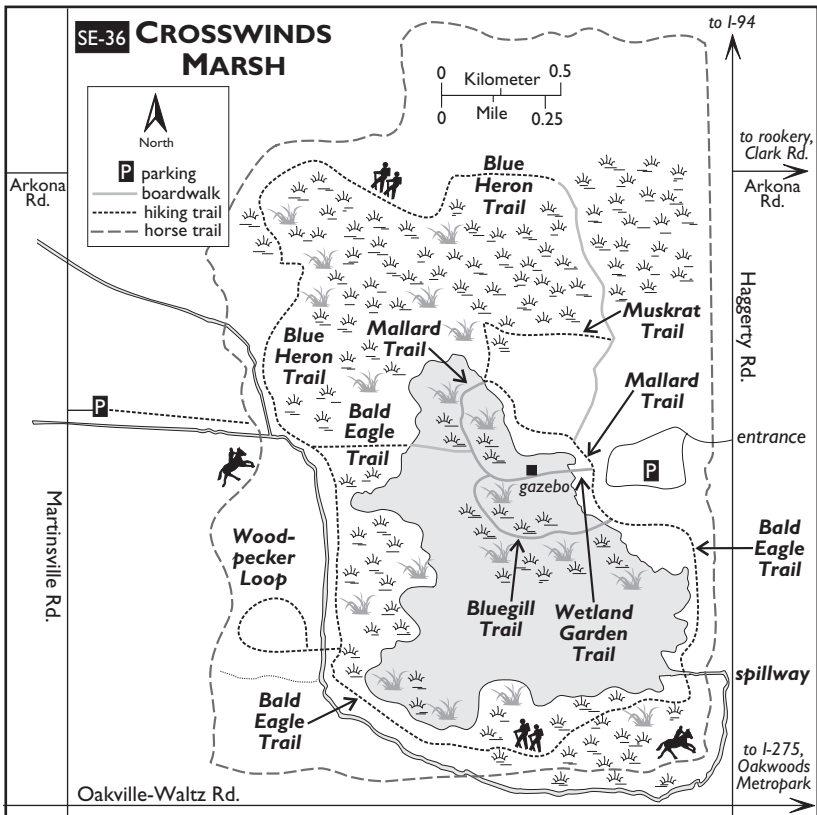 SE-36 CROSSWINDS
MARSH
to I-94
0 Kilometer 0.5
0 Mile 0.25
North
P parking
boardwalk
hiking trail
horse trail
to rookery,
Clark Rd.
Arkona
Rd.
Arkona
Rd.
Blue
Heron
Trail
Haggerty Rd.
Muskrat
Trail
Mallard
Trail
Blue
Heron
Trail
Mallard
Trail
Bald
Eagle
Trail
P
entrance
P
gazebo
Martinsville Rd.
Wood-
pecker
Loop
Bald
Eagle
Trail
Bluegill
Trail
Wetland
Garden
Trail
spillway
Bald
Eagle
Trail
to I-275,
Oakwoods
Metropark
Oakville-Waltz Rd.